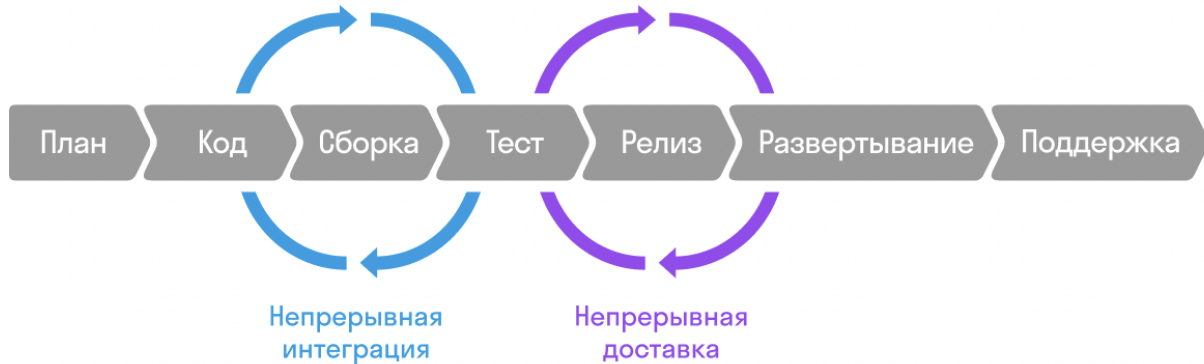 План Код Сборка Тест Релиз Развертывание Поддержка
Непрерывная
интеграция
Непрерывная
доставка